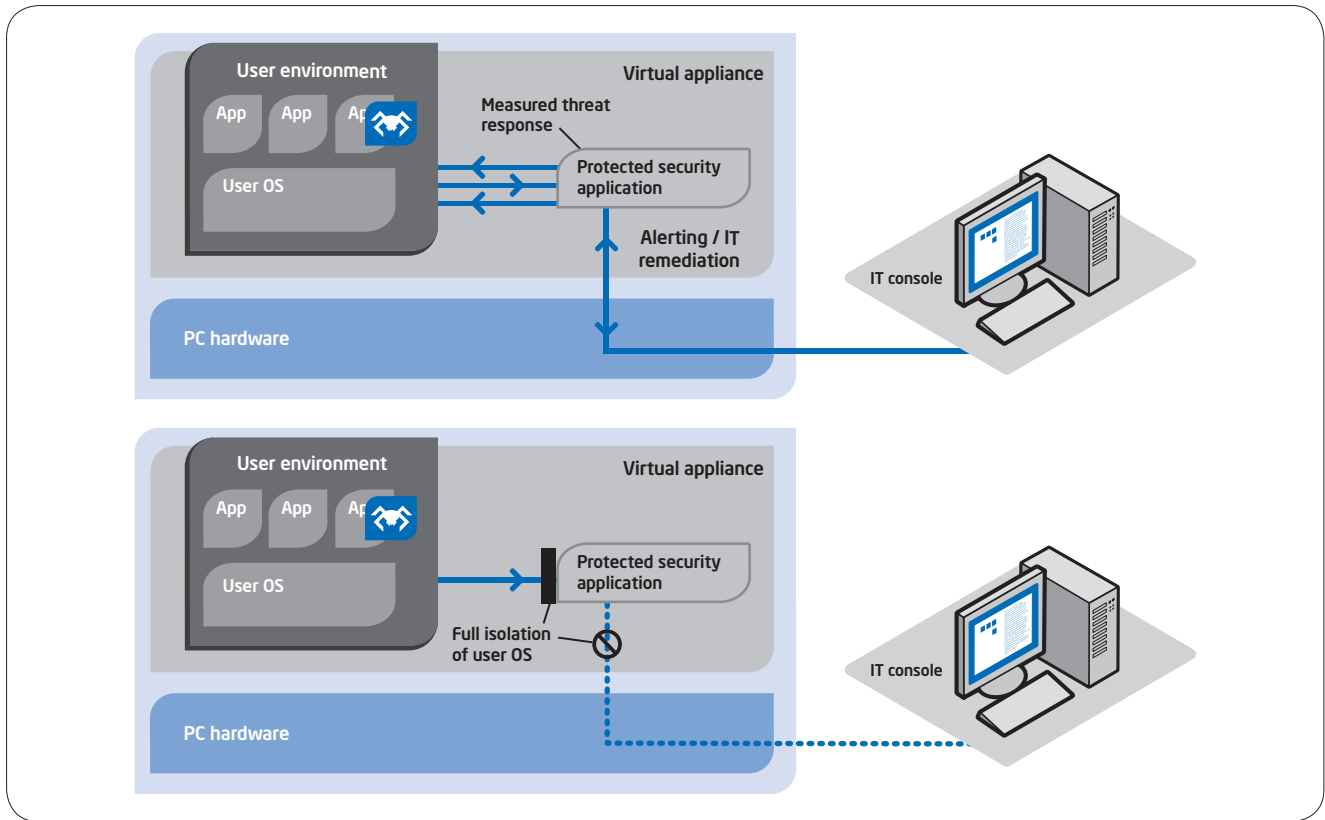 User environment
Virtual appliance
App
App
Ap
Measured threat
response
Protected security
application
User OS
Alerting / IT
remediation
IT console
PC hardware
User environment
Virtual appliance
App
App
Ap
Protected security
application
User OS
Full isolation
of user OS
IT console
PC hardware